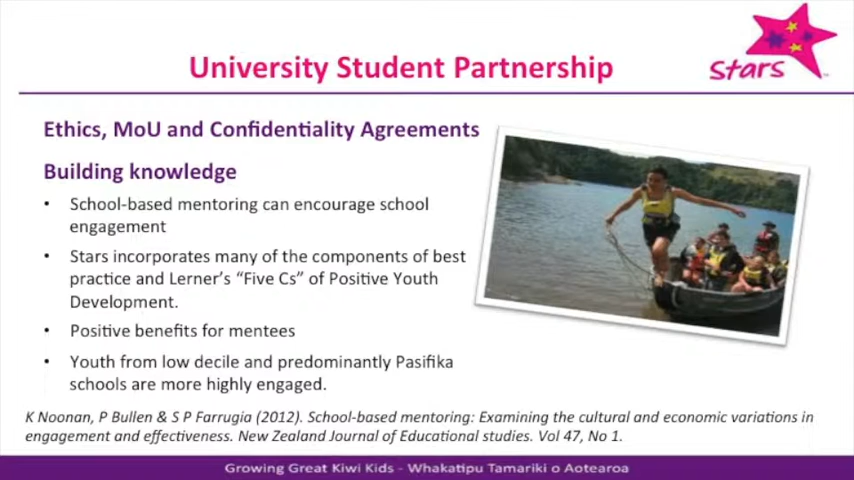 Stars
University Student Partnership
Ethics, MoU and Confidentiality Agreements
Building knowledge
• School-based mentoring can encourage school
engagement
• Stars incorporates many of the components of best
practice and Lerner's “Five Cs” of Positive Youth
Development.
• Positive benefits for mentees
• Youth from low decile and predominantly Pasifika
schools are more highly engaged.
K Noonan, P Bullen & S P Farrugia (2012). School-based mentoring: Examining the cultural and economic variations in
engagement and effectiveness. New Zealand Journal of Educational studies. Vol 47, No 1.
Growing Great Kiwi Kids - Whakatipu Tamariki o Aotearoa